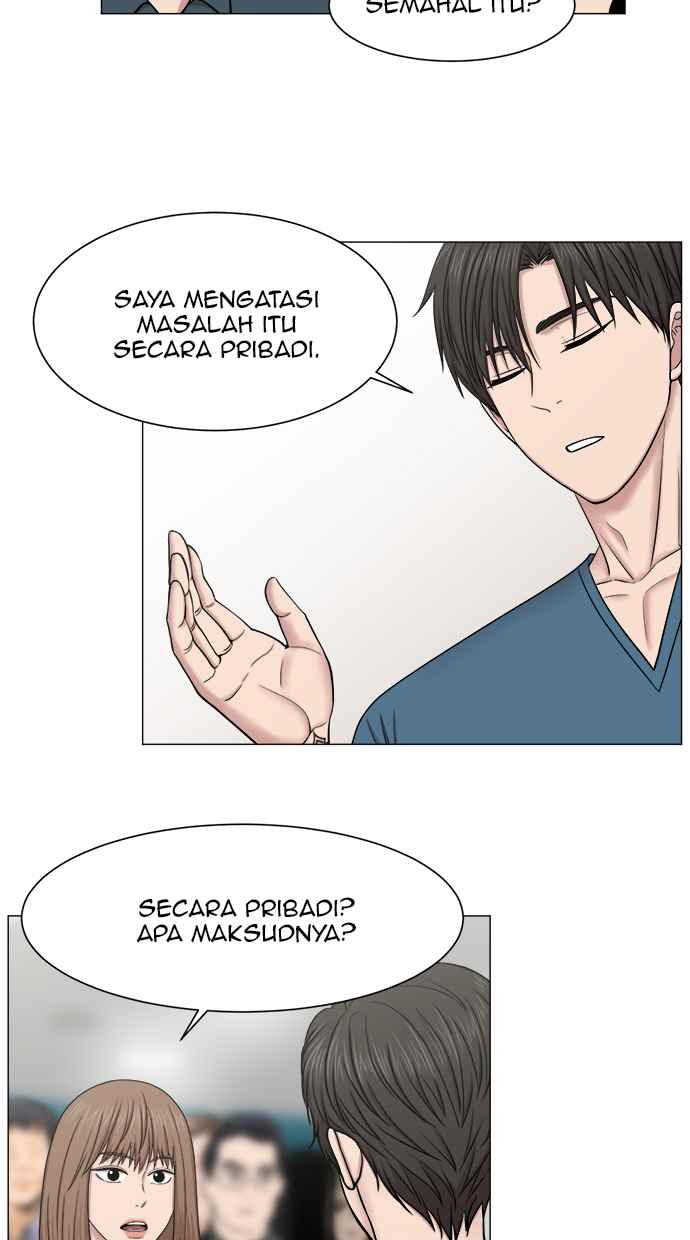 SEMAHAL ITU?
SAYA MENGATASI
MASALAH ITU
SECARA PRIBADI.
SECARA PRIBADI?
APA MAKSUDNYA?